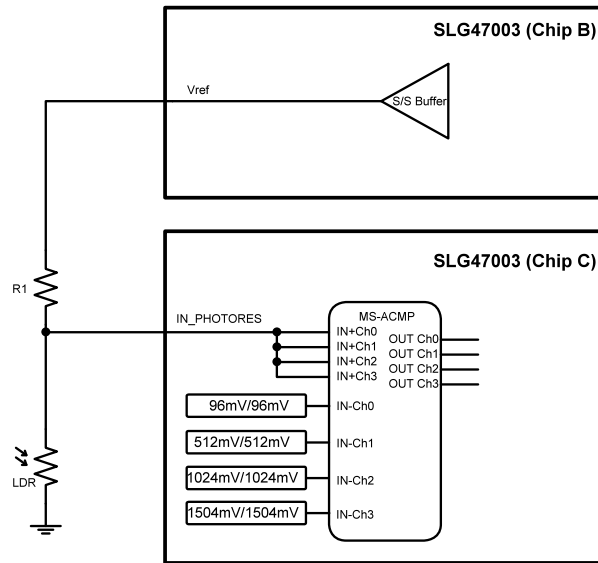 SLG47003 (Chip B)
Vref
S/S Buffer
SLG47003 (Chip C)
R1
IN_PHOTORES
MS-ACMP
IN+Ch0
IN+Ch1
IN+Ch2
IN+Ch3
OUT Ch0
OUT Ch1
OUT Ch2
OUT Ch3
96mV/96mV
IN-Ch0
512mV/512mV
IN-Ch1
1024mV/1024mV
IN-Ch2
1504mV/1504mV
IN-Ch3
LDR